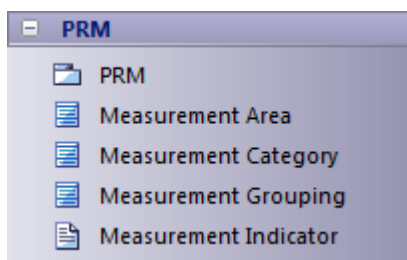 PRM
PRM
Measurement Area
Measurement Category
Measurement Grouping
Measurement Indicator